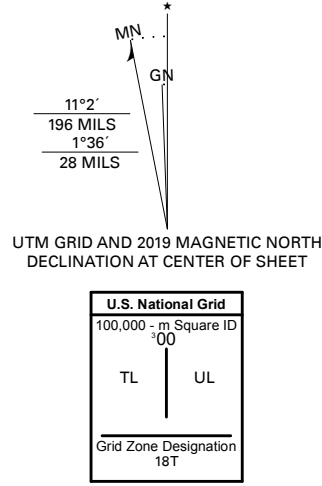 ★
MN
GN
11°2´
196 MILS
1°36´
28 MILS
UTM GRID AND 2019 MAGNETIC NORTH
DECLINATION AT CENTER OF SHEET
U.S. National Grid
100,000 - m Square ID
³00
TL UL
Grid Zone Designation
18T